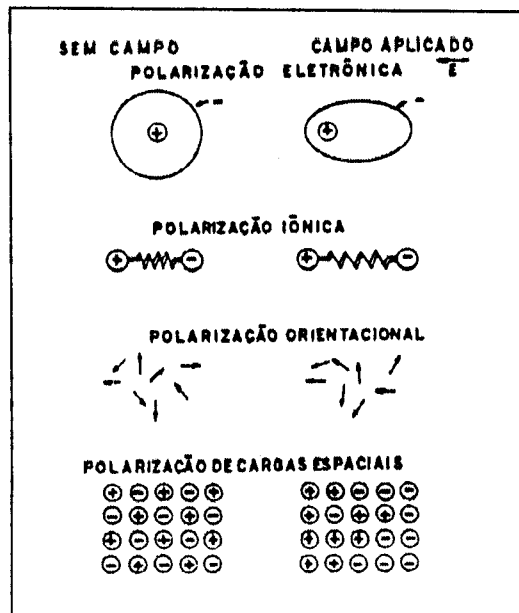 SEM CAMPO CAMPO APLICADO
POLARIZAÇÃO ELETRÔNICA E
- -
+ +
POLARIZAÇÃO IÔNICA
+ - + -
POLARIZAÇÃO ORIENTACIONAL
POLARIZAÇÃO DE CARGAS ESPACIAIS
+ - + - + + + - - -
- + - + - - + - + - 
+ - + - + + + + - -
- + - + - + + - - -